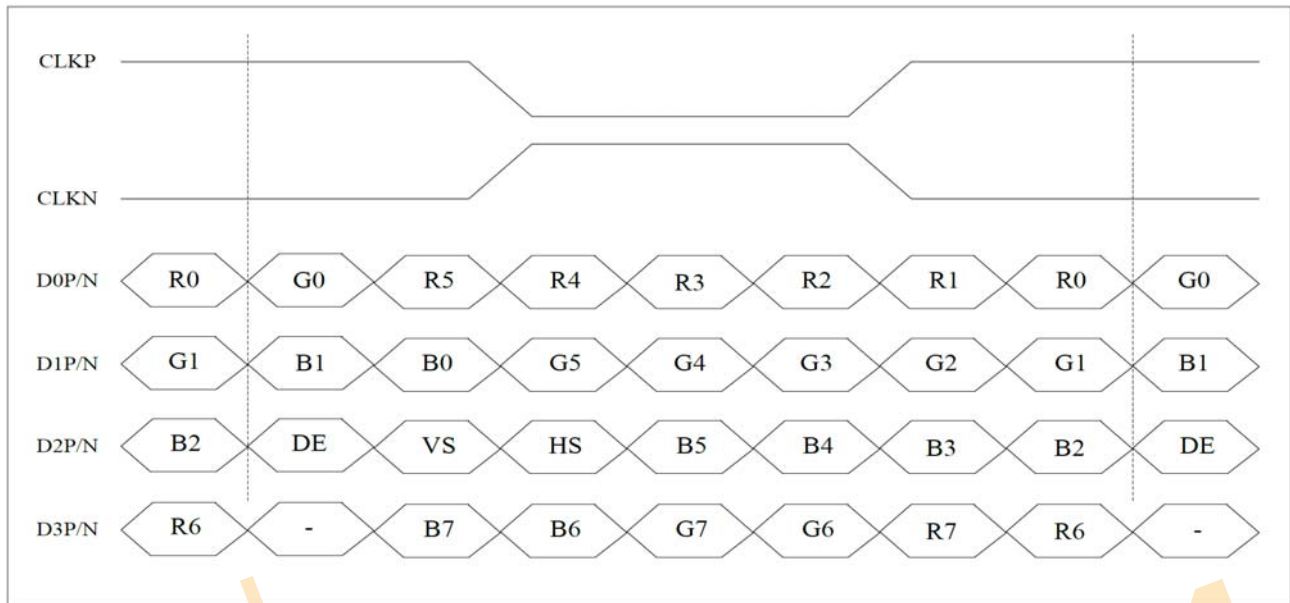 CLKP
CLKN
D0P/N R0 G0 R5 R4 R3 R2 R1 R0 G0
D1P/N G1 B1 B0 G5 G4 G3 G2 G1 B1
D2P/N B2 DE VS HS B5 B4 B3 B2 DE
D3P/N R6 - B7 B6 G7 G6 R7 R6 -